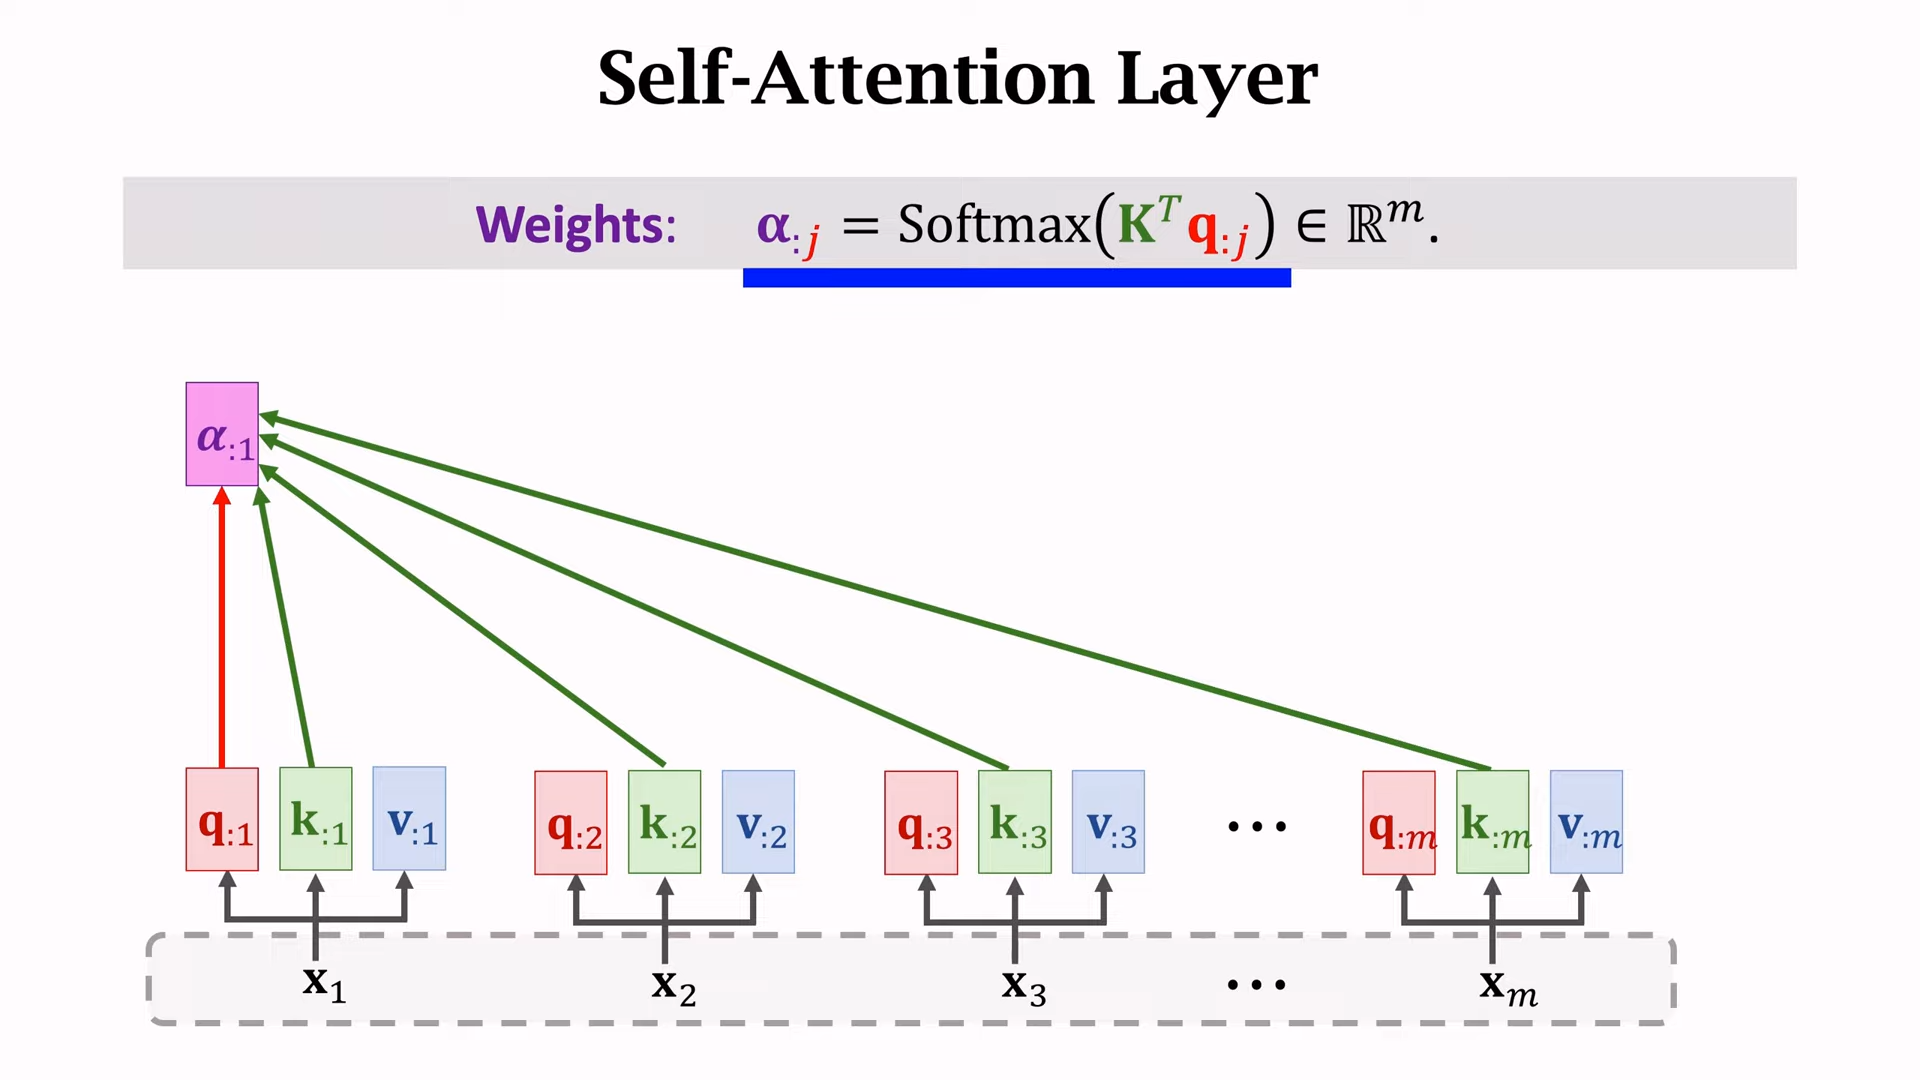 Self-Attention Layer
Weights: α:j = Softmax(Kᵀ q:j) ∈ ℝᵐ.
α:1
q:1 k:1 v:1 q:2 k:2 v:2 q:3 k:3 v:3 ... q:m k:m v:m
x₁ x₂ x₃ ... xₘ